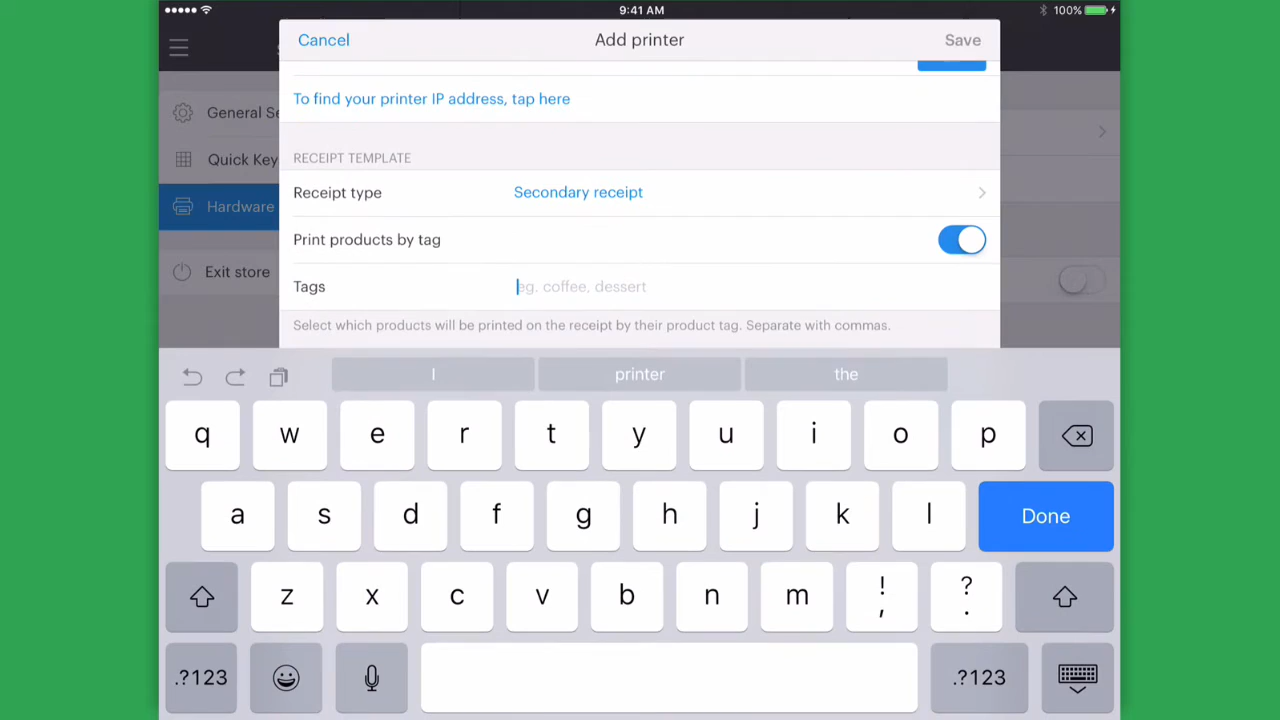 9:41 AM
100%
Cancel
Add printer
Save
To find your printer IP address, tap here
General Se
Quick Key
Hardware
Exit store
RECEIPT TEMPLATE
Receipt type
Secondary receipt
Print products by tag
Tags
eg. coffee, dessert
Select which products will be printed on the receipt by their product tag. Separate with commas.
I printer the
q w e r t y u i o p
a s d f g h j k l Done
z x c v b n m ! , ? .
.?123 .?123